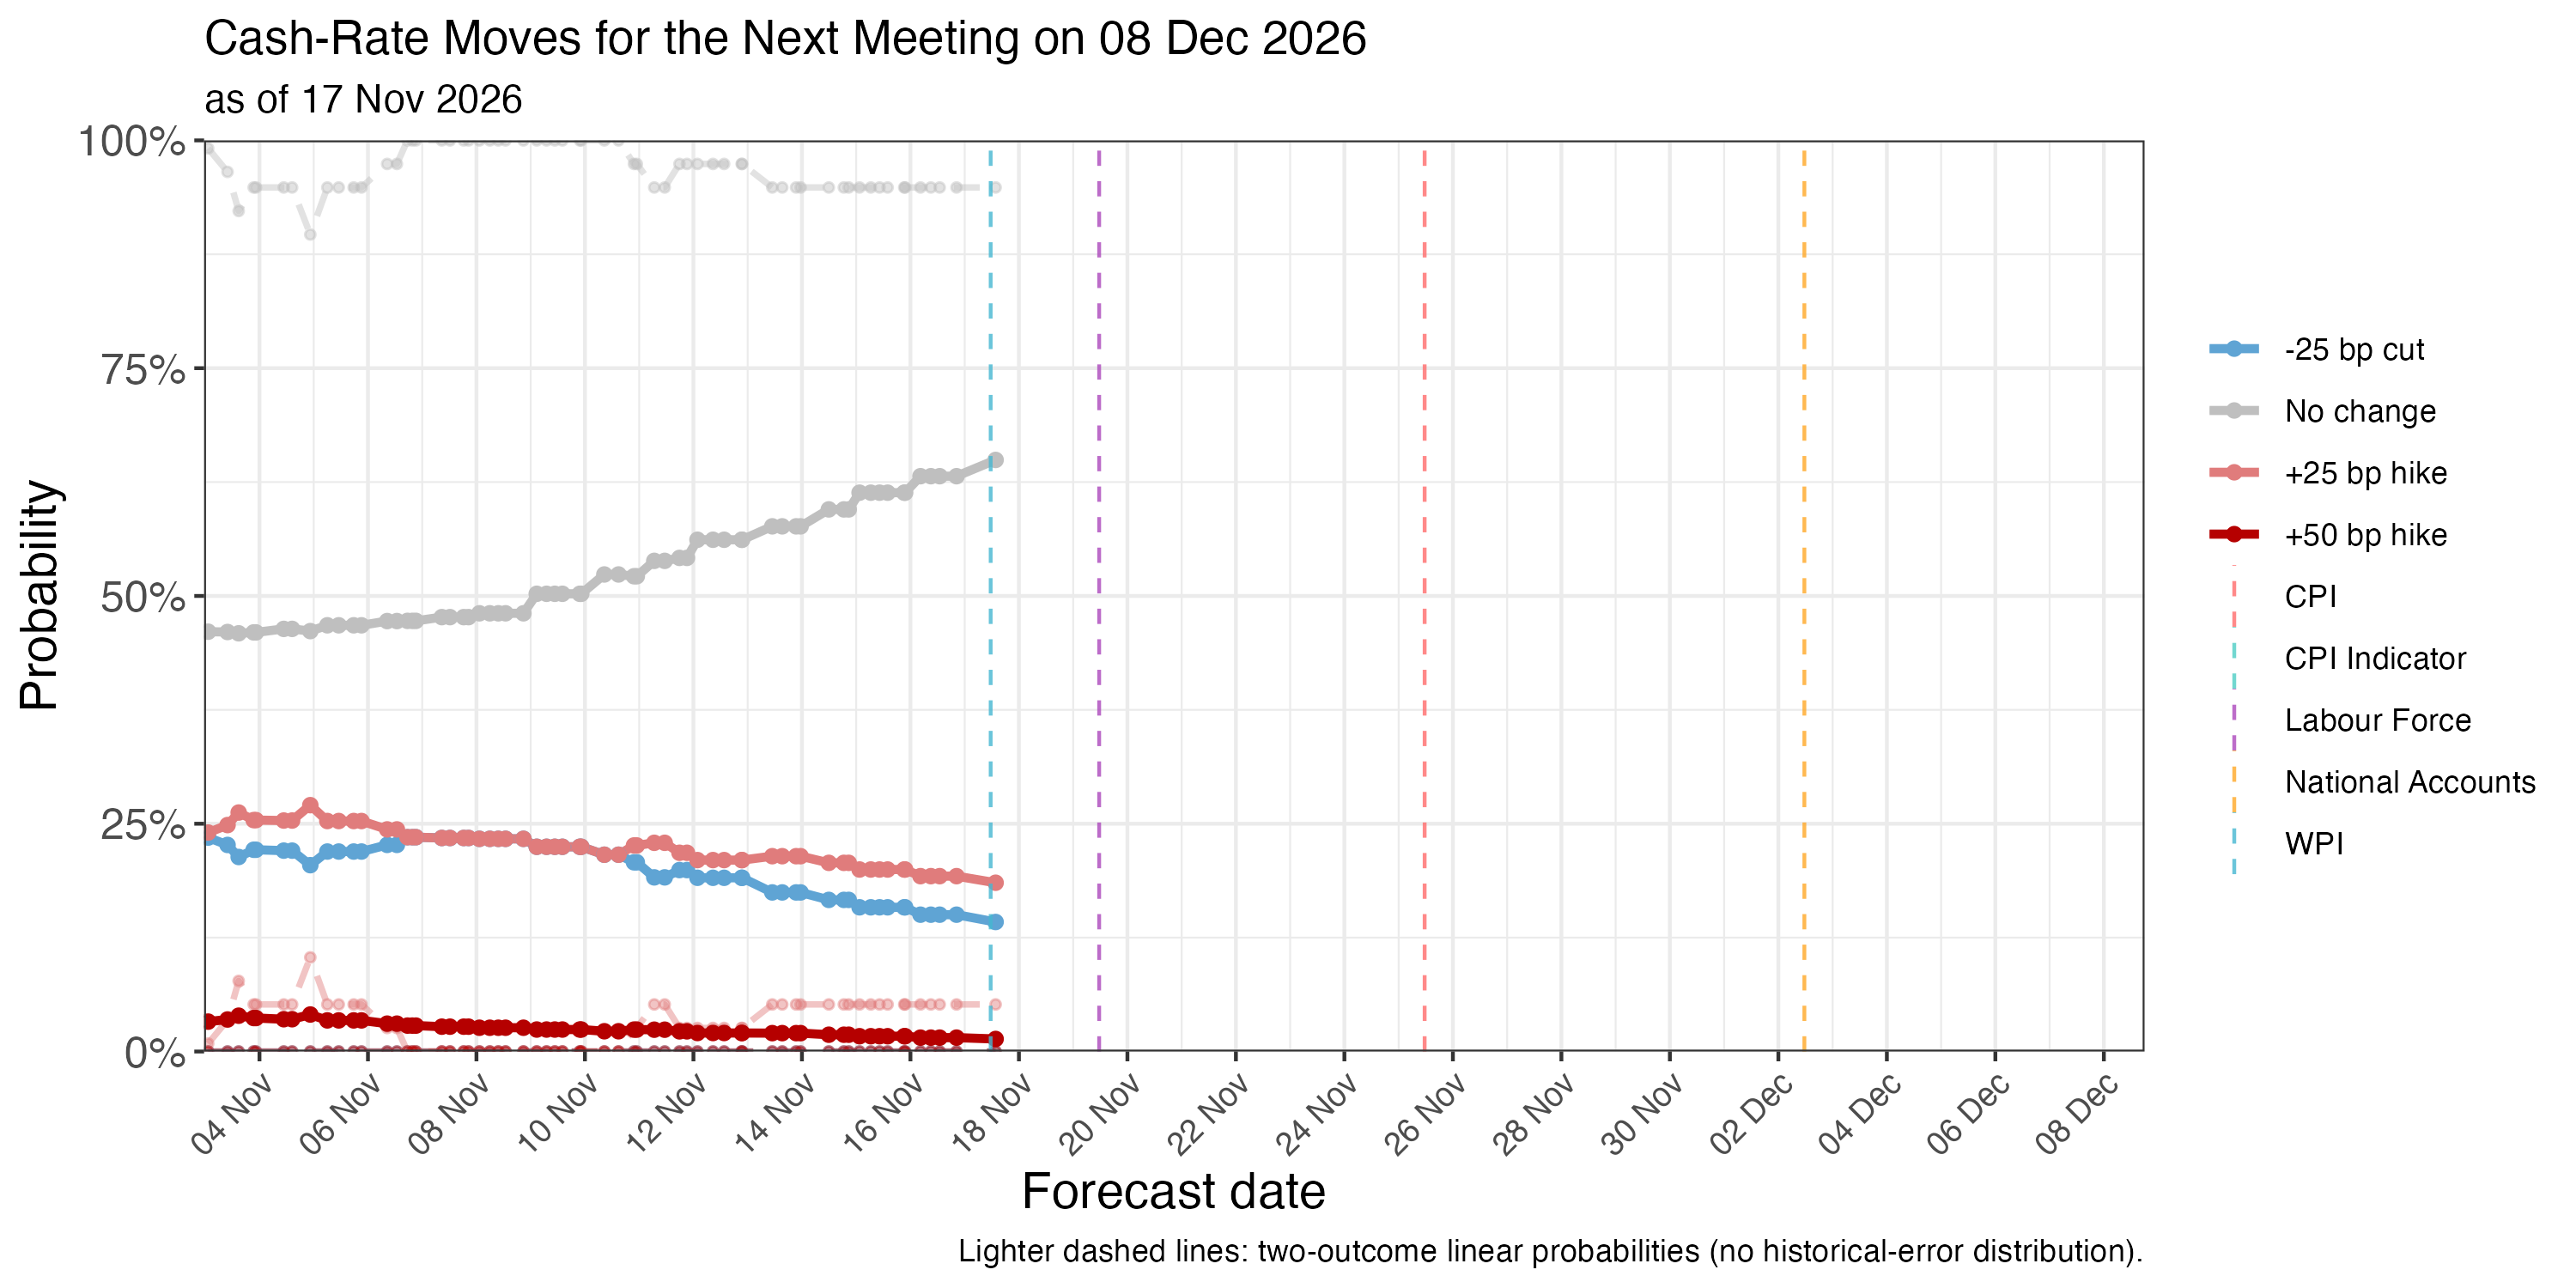 Cash-Rate Moves for the Next Meeting on 08 Dec 2026
as of 17 Nov 2026
100%
75%
50%
25%
0%
Probability
04 Nov
06 Nov
08 Nov
10 Nov
12 Nov
14 Nov
16 Nov
18 Nov
20 Nov
22 Nov
24 Nov
26 Nov
28 Nov
30 Nov
02 Dec
04 Dec
06 Dec
08 Dec
Forecast date
-25 bp cut
No change
+25 bp hike
+50 bp hike
CPI
CPI Indicator
Labour Force
National Accounts
WPI
Lighter dashed lines: two-outcome linear probabilities (no historical-error distribution).